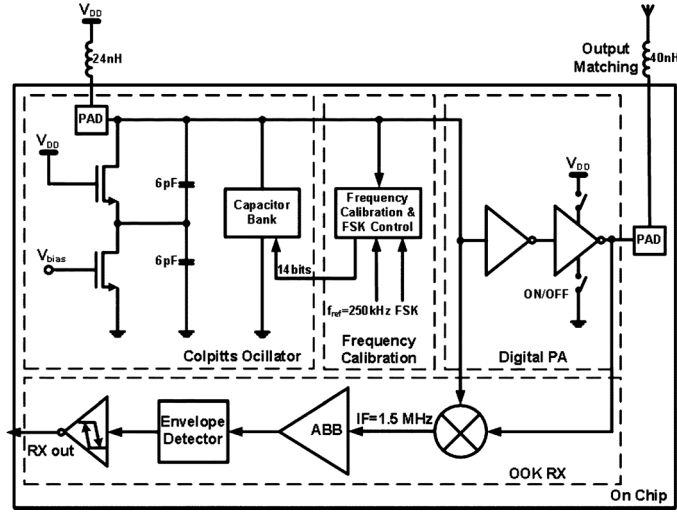 VDD
24nH
Output
Matching
40nH
PAD
VDD
6pF
Capacitor
Bank
Frequency
Calibration &
FSK Control
VDD
PAD
Vbias
6pF
14 bits
ON/OFF
fref=250kHz FSK
Colpitts Ocillator
Frequency
Calibration
Digital PA
RX out
Envelope
Detector
ABB
IF=1.5 MHz
OOK RX
On Chip